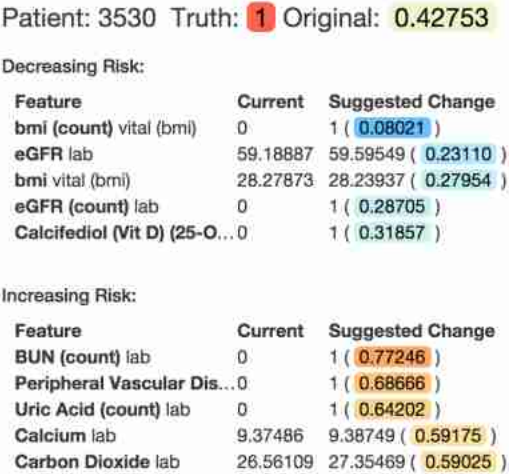 Patient: 3530 Truth: 1 Original: 0.42753
Decreasing Risk:
Feature Current Suggested Change
bmi (count) vital (bmi) 0 1 ( 0.08021 )
eGFR lab 59.18887 59.59549 ( 0.23110 )
bmi vital (bmi) 28.27873 28.23937 ( 0.27954 )
eGFR (count) lab 0 1 ( 0.28705 )
Calcifediol (Vit D) (25-O... 0 1 ( 0.31857 )
Increasing Risk:
Feature Current Suggested Change
BUN (count) lab 0 1 ( 0.77246 )
Peripheral Vascular Dis... 0 1 ( 0.68666 )
Uric Acid (count) lab 0 1 ( 0.64202 )
Calcium lab 9.37486 9.38749 ( 0.59175 )
Carbon Dioxide lab 26.56109 27.35469 ( 0.59025 )